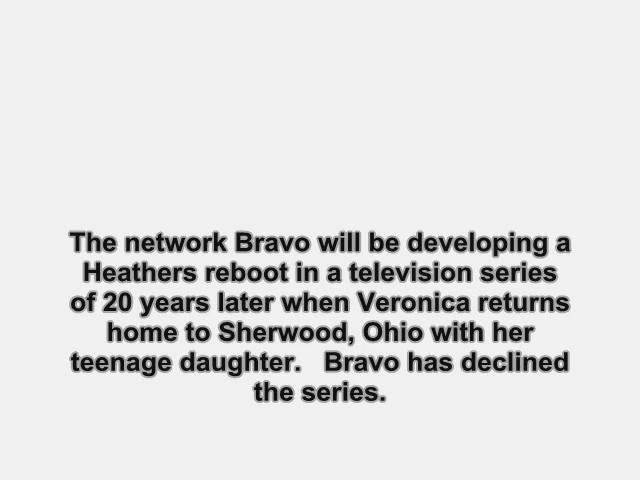 The network Bravo will be developing a
Heathers reboot in a television series
of 20 years later when Veronica returns
home to Sherwood, Ohio with her
teenage daughter.   Bravo has declined
the series.